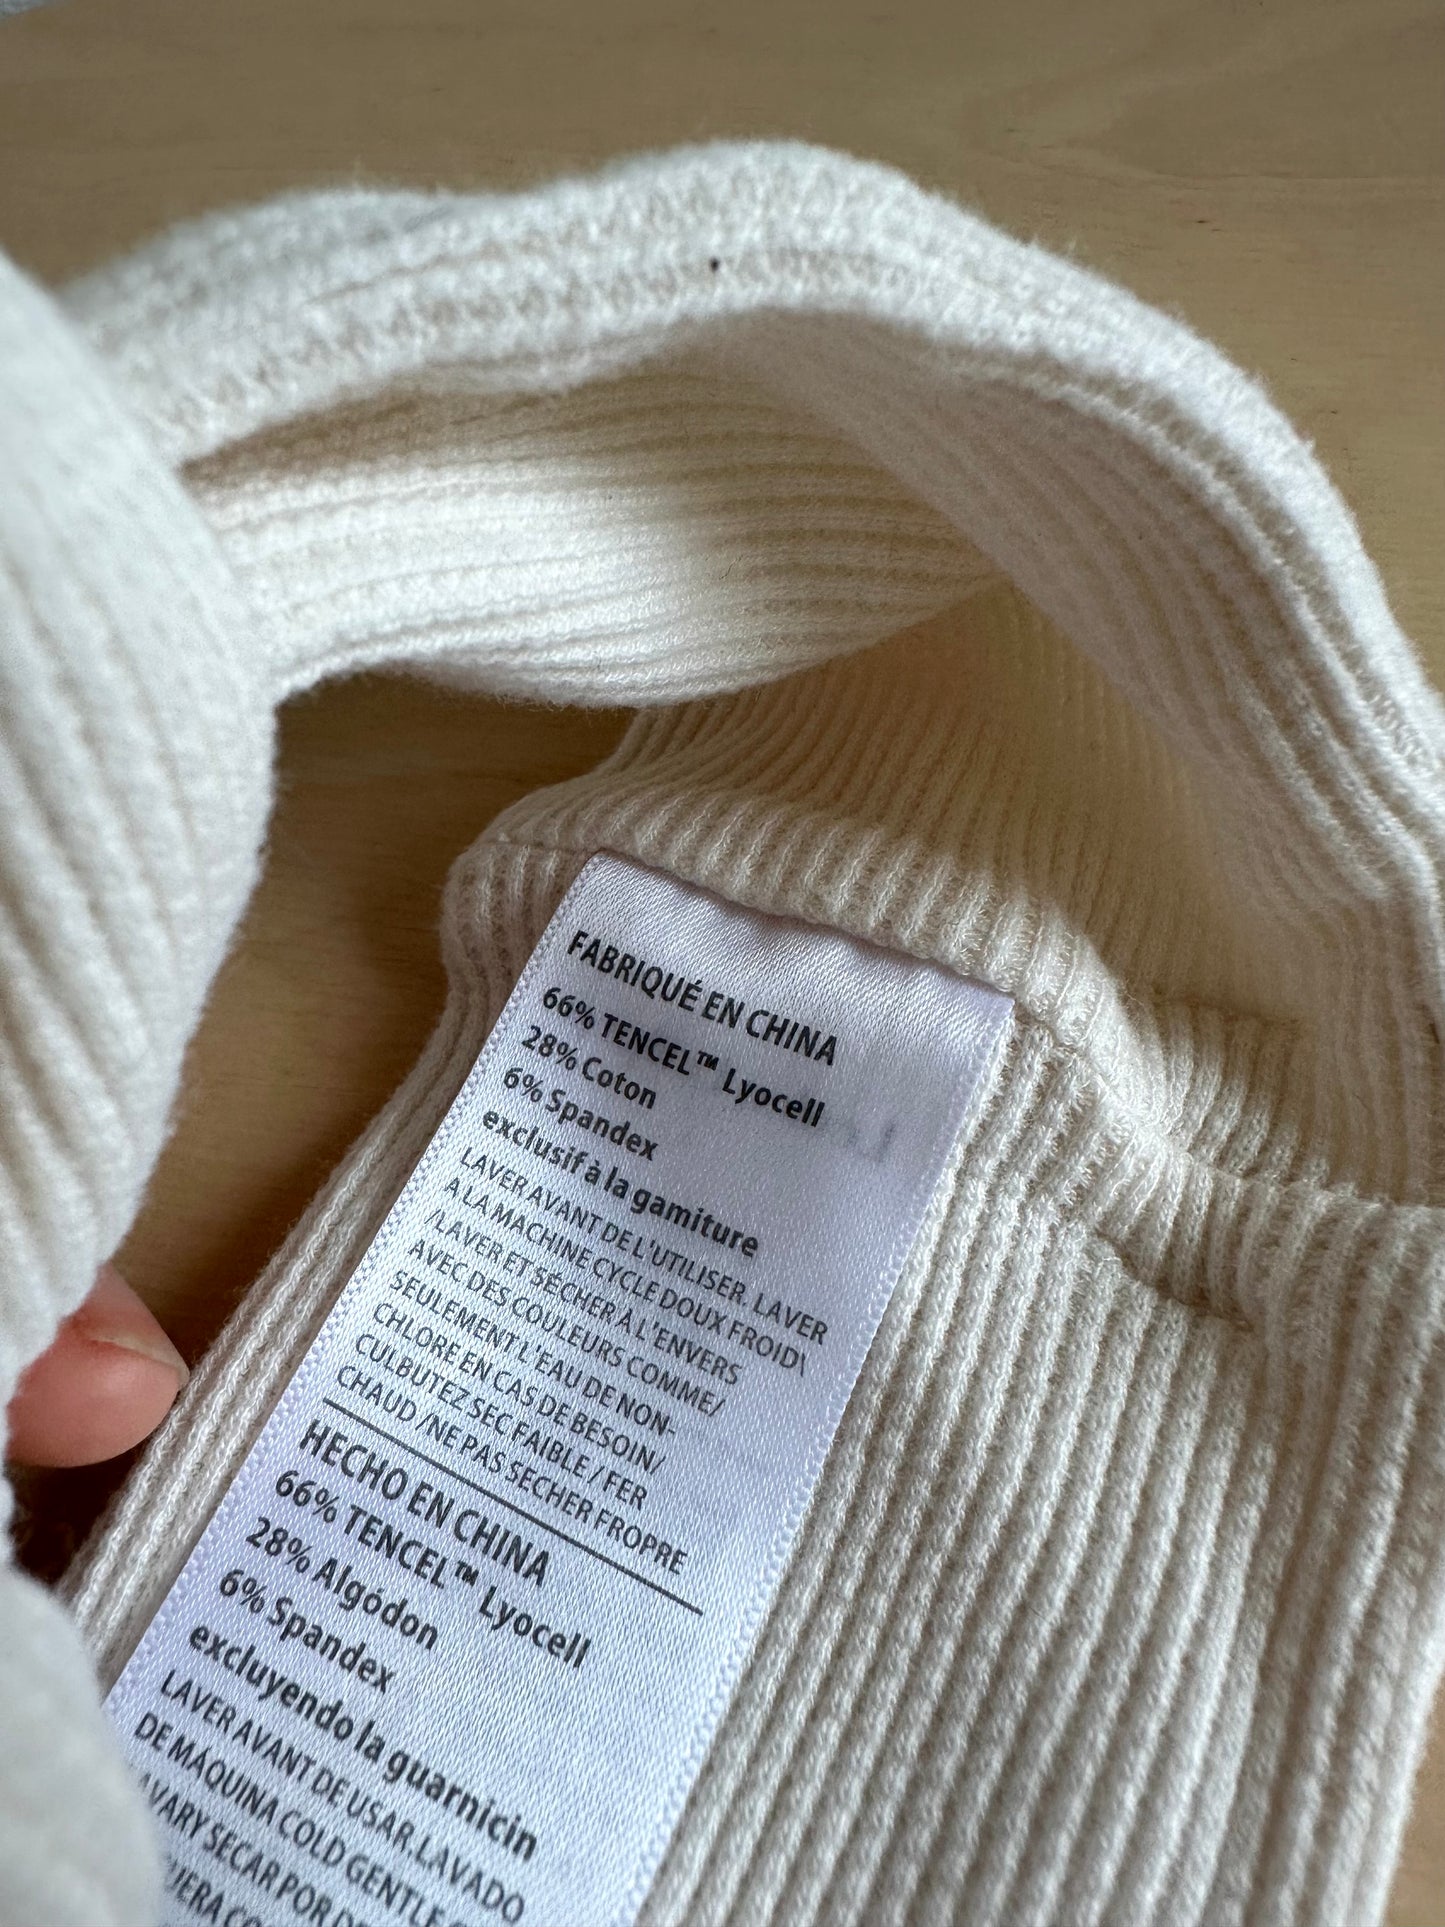 FABRIQUÉ EN CHINA
66% TENCEL™ Lyocell
28% Coton
6% Spandex
exclusif à la gamiture
LAVER AVANT DE L'UTILISER. LAVER
A LA MACHINE CYCLE DOUX FROID\
/LAVER ET SÉCHER À L'ENVERS
AVEC DES COULEURS COMME/
SEULEMENT L'EAU DE NON-
CHLORE EN CAS DE BESOIN/
CULBUTEZ SEC FAIBLE / FER
CHAUD /NE PAS SECHER FROPRE
HECHO EN CHINA
66% TENCEL™ Lyocell
28% Algódon
6% Spandex
excluyendo la guarnicin
LAVER AVANT DE USAR.LAVADO
DE MÁQUINA COLD GENTLE
SECAR POR